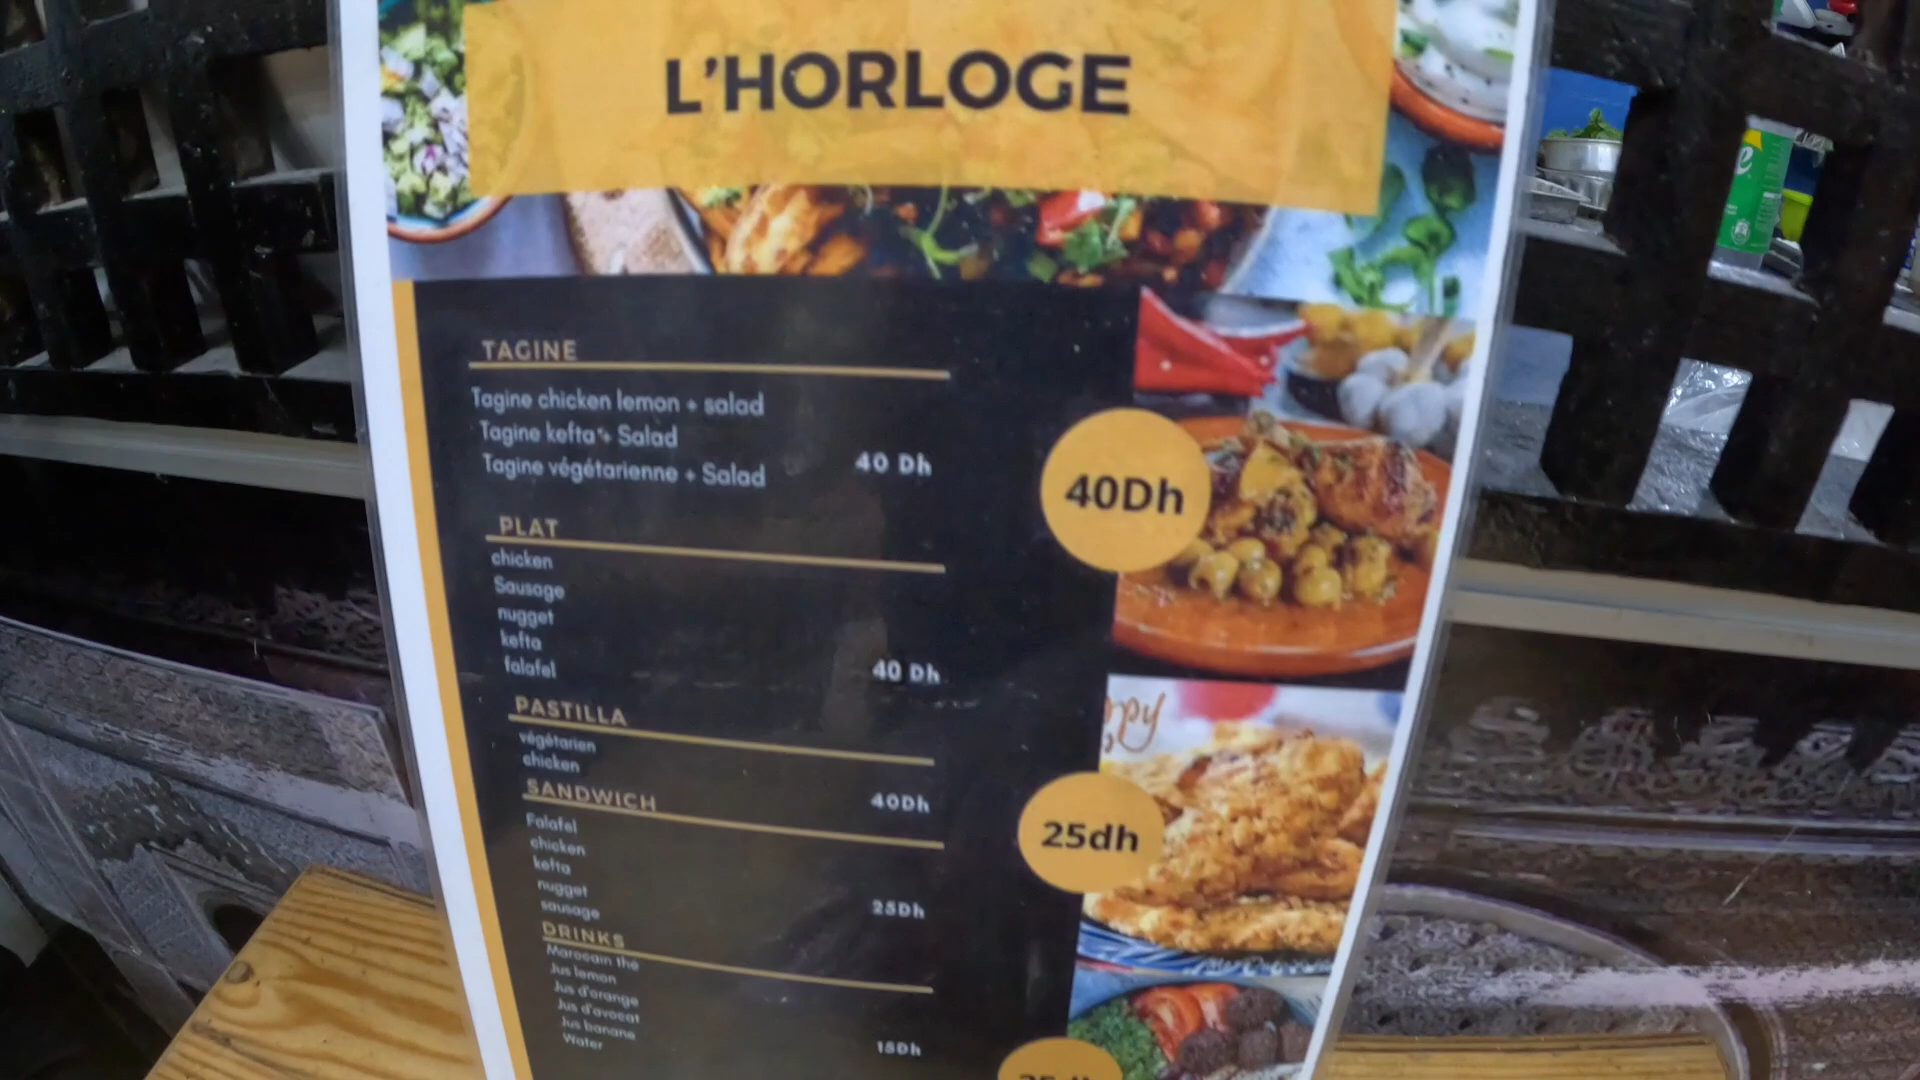 L'HORLOGE
TAGINE
Tagine chicken lemon + salad
Tagine kefta + Salad
Tagine végétarienne + Salad
40 Dh
40Dh
PLAT
chicken
Sausage
nugget
kefta
falafel
40 Dh
PASTILLA
végétarien
chicken
40Dh
SANDWICH
Falafel
chicken
kefta
nugget
sausage
25Dh
25dh
DRINKS
Marocain thé
Jus lemon
Jus d'orange
Jus d'avocat
Jus banane
Water
15Dh